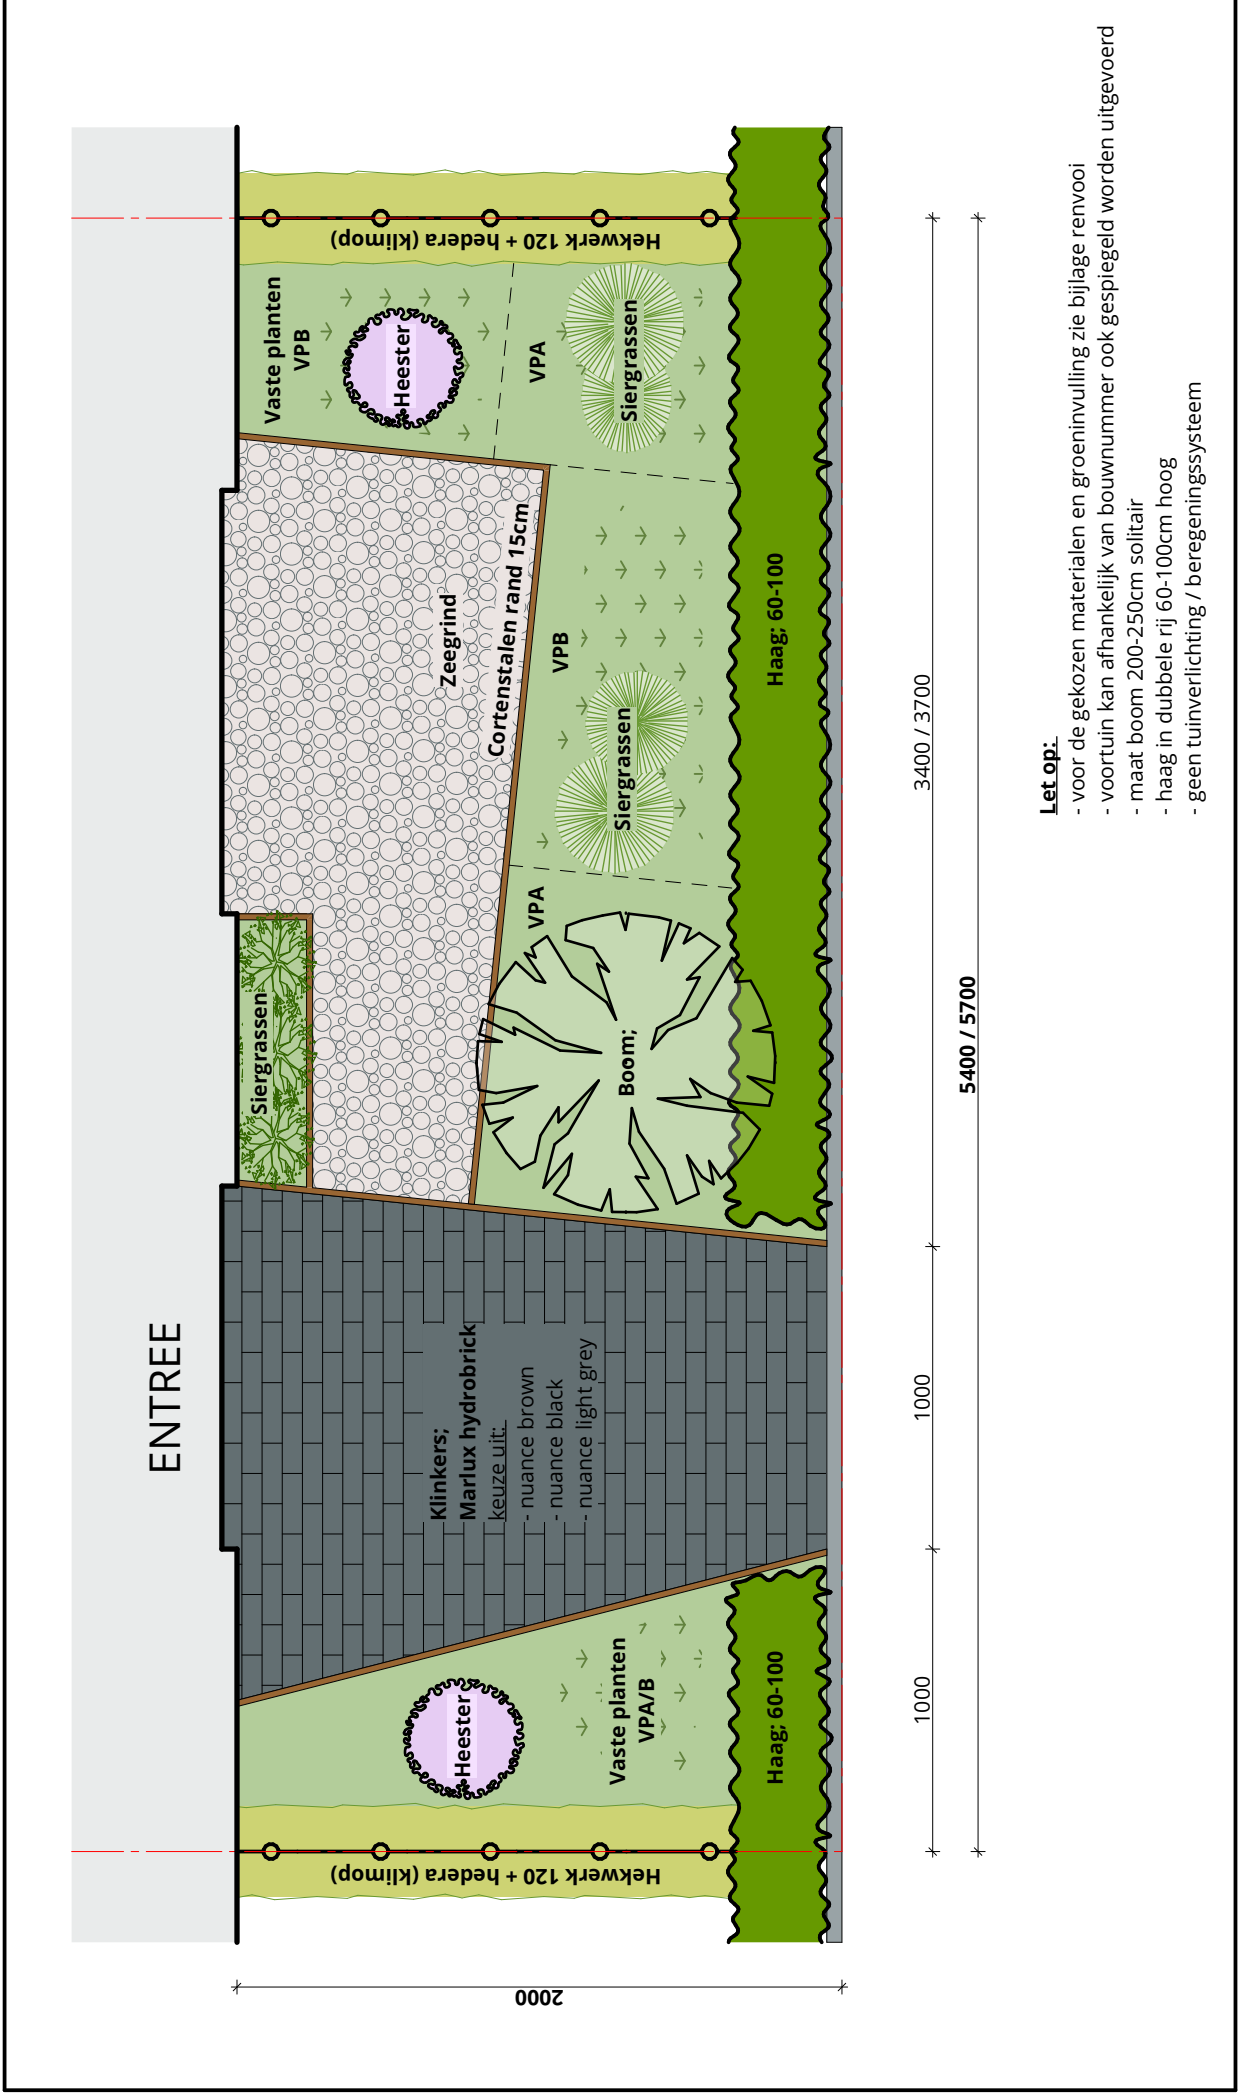 ENTREE
Hekwerk 120 + hedera (klimop)
Heester
Vaste planten
VPA/B
Haag; 60-100
Klinkers;
Marlux hydrobrick
keuze uit:
- nuance brown
- nuance black
- nuance light grey
Siergrassen
Boom;
VPA
Zeegrind
Cortenstalen rand 15cm
VPB
Siergrassen
Haag; 60-100
Vaste planten
VPB
Heester
VPA
Siergrassen
Hekwerk 120 + hedera (klimop)
2000
1000
1000
3400 / 3700
5400 / 5700
Let op:
- voor de gekozen materialen en groeninvulling zie bijlage renvooi
- voortuin kan afhankelijk van bouwnummer ook gespiegeld worden uitgevoerd
- maat boom 200-250cm solitair
- haag in dubbele rij 60-100cm hoog
- geen tuinverlichting / beregeningssysteem